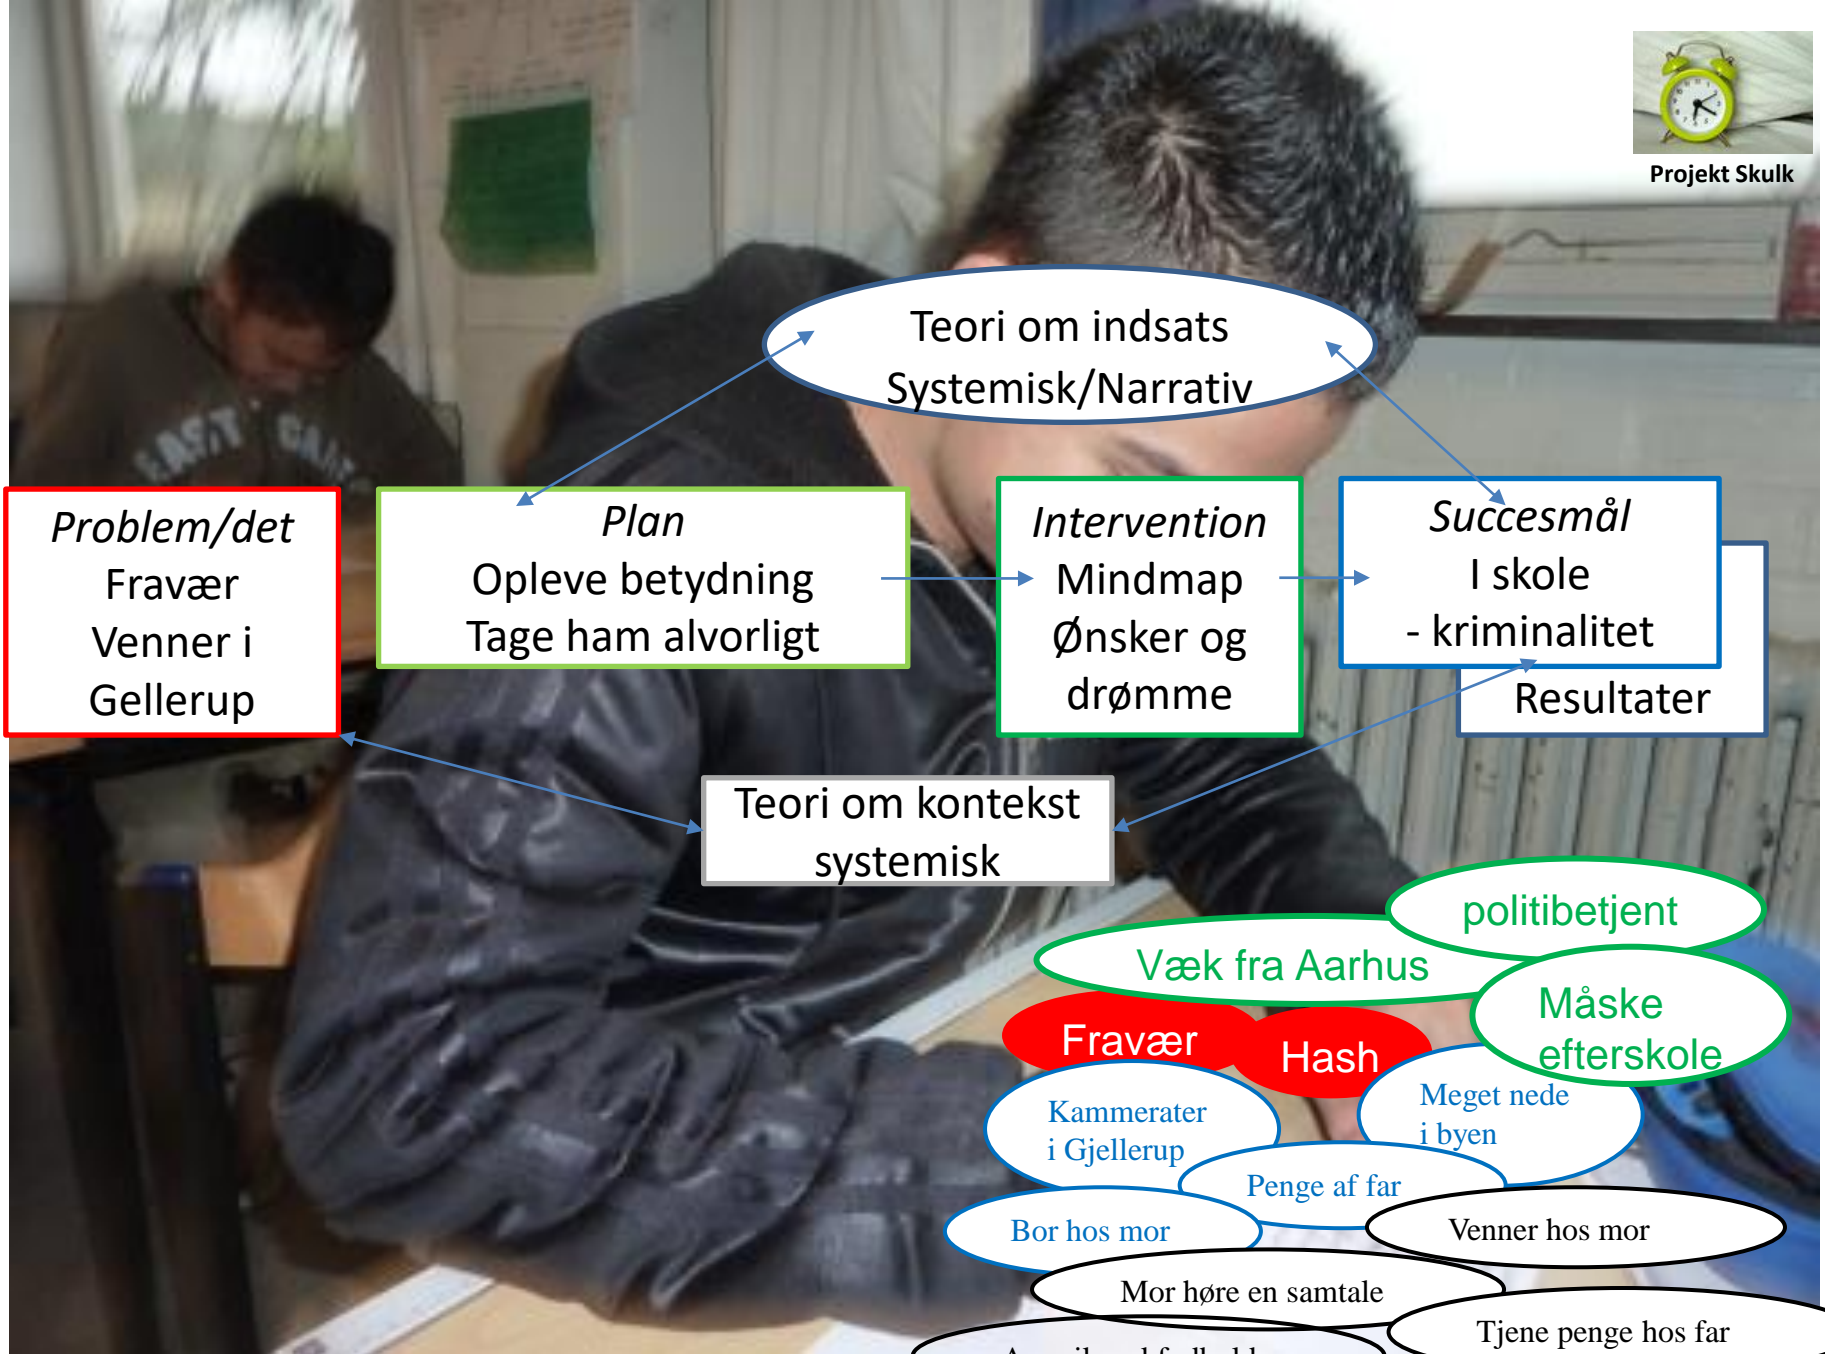 Projekt Skulk
Teori om indsats
Systemisk/Narrativ
Problem/det
Fravær
Venner i
Gellerup
Plan
Opleve betydning
Tage ham alvorligt
Intervention
Mindmap
Ønsker og
drømme
Succesmål
I skole
- kriminalitet
Resultater
Teori om kontekst
systemisk
politibetjent
Væk fra Aarhus
Måske
efterskole
Fravær
Hash
Kammerater
i Gjellerup
Meget nede
i byen
Penge af far
Bor hos mor
Venner hos mor
Mor høre en samtale
Tjene penge hos far
EAST